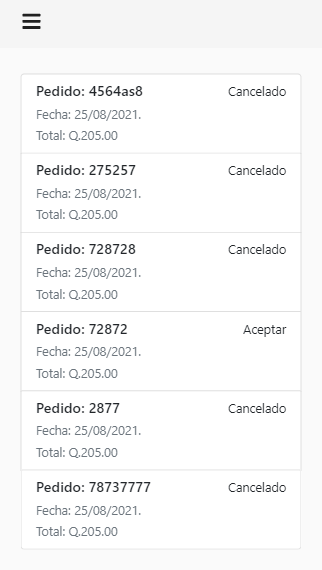 Pedido: 4564as8 Cancelado
Fecha: 25/08/2021.
Total: Q.205.00
Pedido: 275257 Cancelado
Fecha: 25/08/2021.
Total: Q.205.00
Pedido: 728728 Cancelado
Fecha: 25/08/2021.
Total: Q.205.00
Pedido: 72872 Aceptar
Fecha: 25/08/2021.
Total: Q.205.00
Pedido: 2877 Cancelado
Fecha: 25/08/2021.
Total: Q.205.00
Pedido: 78737777 Cancelado
Fecha: 25/08/2021.
Total: Q.205.00